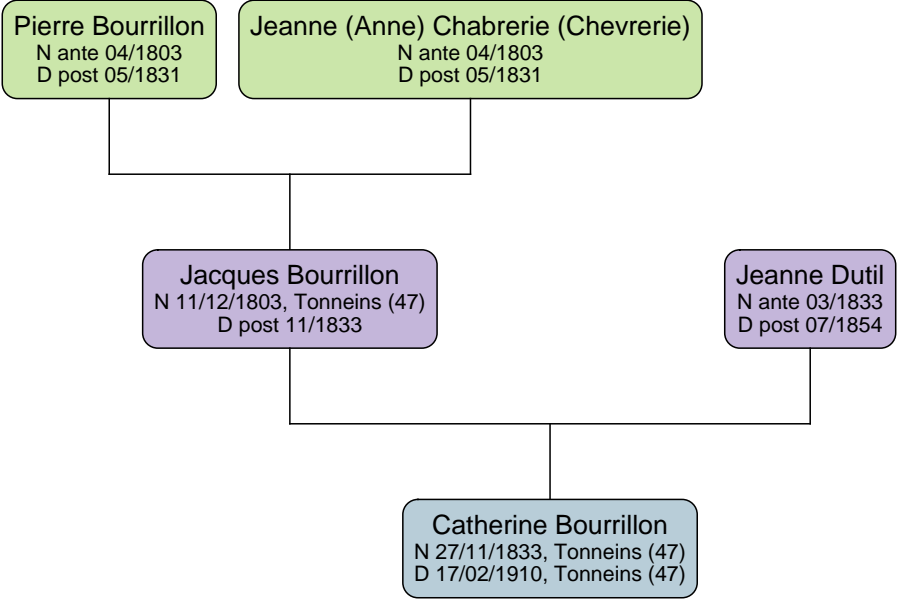 Pierre Bourrillon
N ante 04/1803
D post 05/1831
Jeanne (Anne) Chabrerie (Chevrerie)
N ante 04/1803
D post 05/1831
Jacques Bourrillon
N 11/12/1803, Tonneins (47)
D post 11/1833
Jeanne Dutil
N ante 03/1833
D post 07/1854
Catherine Bourrillon
N 27/11/1833, Tonneins (47)
D 17/02/1910, Tonneins (47)